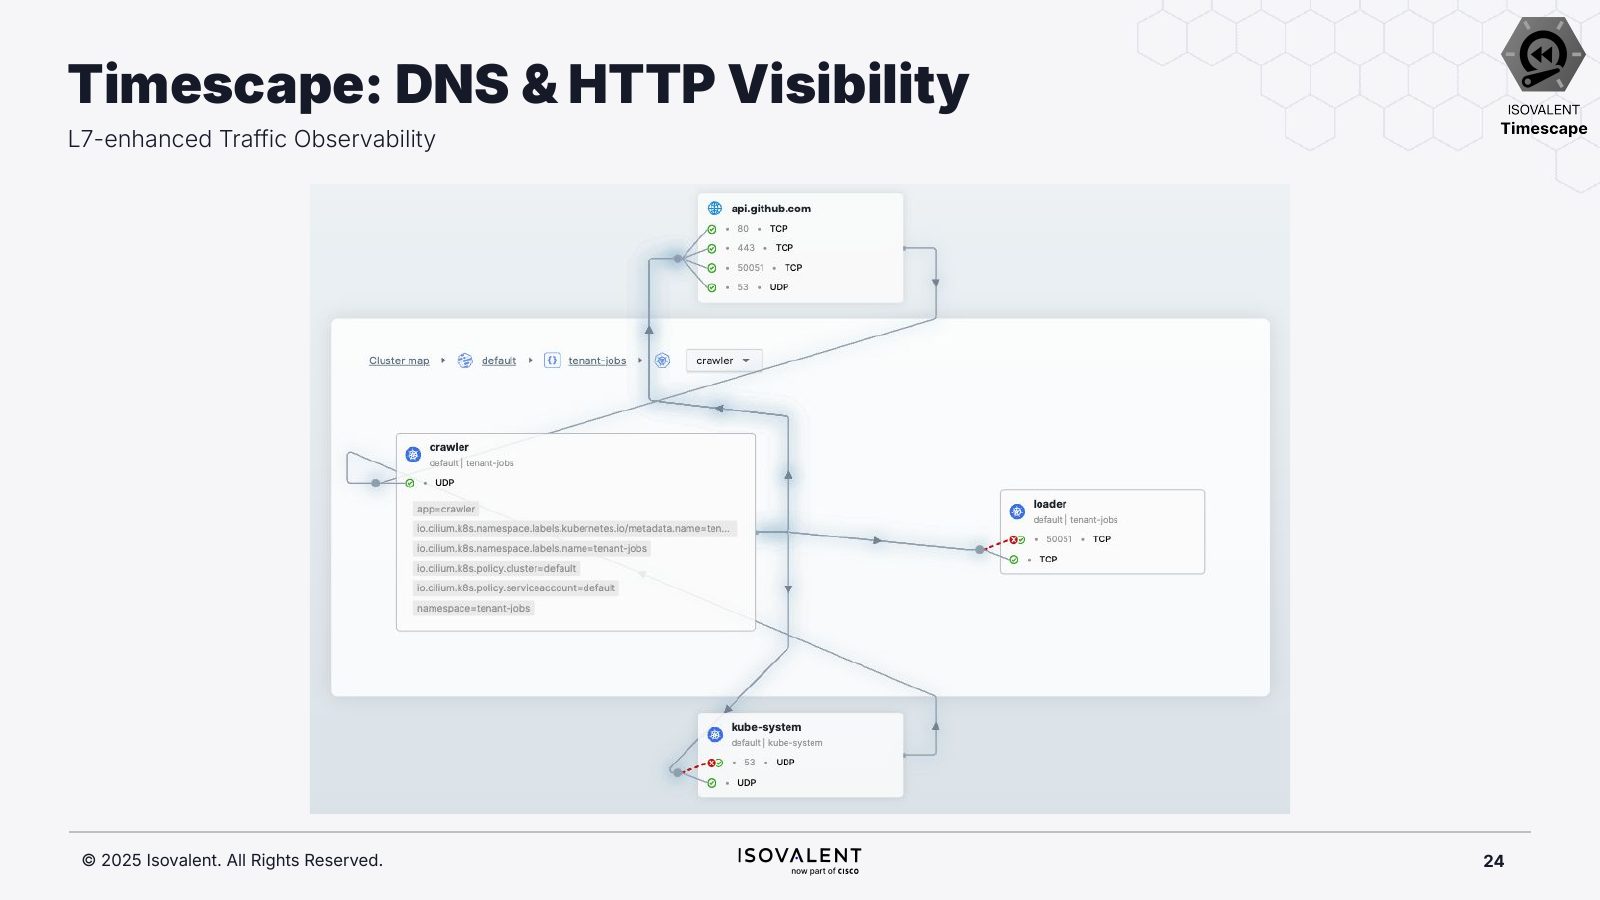 Timescape: DNS & HTTP Visibility
L7-enhanced Traffic Observability
ISOVALENT
Timescape
api.github.com
• 80 • TCP
• 443 • TCP
• 50051 • TCP
• 53 • UDP
Cluster map
default
{} tenant-jobs
crawler
crawler
default | tenant-jobs
• UDP
app=crawler
io.cilium.k8s.namespace.labels.kubernetes.io/metadata.name=ten...
io.cilium.k8s.namespace.labels.name=tenant-jobs
io.cilium.k8s.policy.cluster=default
io.cilium.k8s.policy.serviceaccount=default
namespace=tenant-jobs
loader
default | tenant-jobs
• 50051 • TCP
• TCP
kube-system
default | kube-system
• 53 • UDP
• UDP
© 2025 Isovalent. All Rights Reserved.
ISOVALENT
now part of CISCO
24